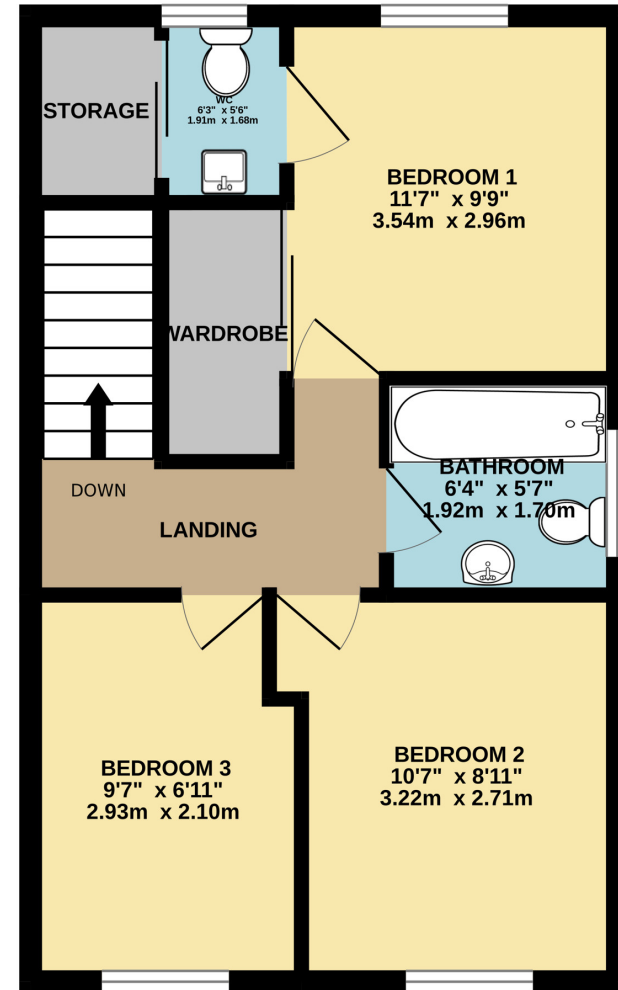 STORAGE
WC
6'3" x 5'6"
1.91m x 1.68m
BEDROOM 1
11'7" x 9'9"
3.54m x 2.96m
WARDROBE
BATHROOM
6'4" x 5'7"
1.92m x 1.70m
DOWN
LANDING
BEDROOM 3
9'7" x 6'11"
2.93m x 2.10m
BEDROOM 2
10'7" x 8'11"
3.22m x 2.71m